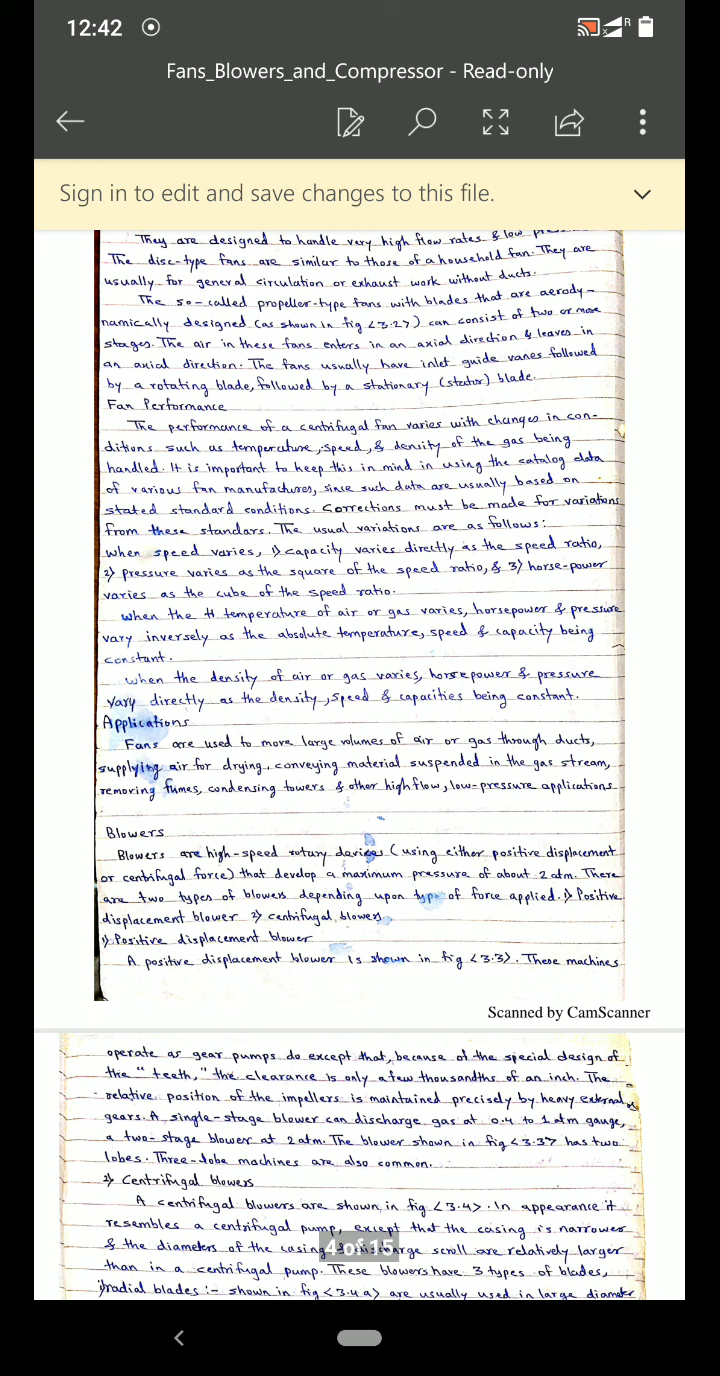 12:42
R
x
Fans_Blowers_and_Compressor - Read-only
Sign in to edit and save changes to this file.
They are designed to handle very high flow rates & low
The disc-type fans are similar to those of a household fan. They are
usually for general circulation or exhaust work without ducts.
The so-called propeller-type fans with blades that are aerody-
namically designed (as shown in fig <3.2>) can consist of two or more
stages. The air in these fans enters in an axial direction & leaves in
an axial direction. The fans usually have inlet guide vanes followed
by a rotating blade, followed by a stationary (stator) blade.
Fan Performance
The performance of a centrifugal fan varies with changes in con-
ditions such as temperature, speed, & density of the gas being
handled. It is important to keep this in mind in using the catalog data
of various fan manufactures, since such data are usually based on
stated standard conditions. Corrections must be made for variations
from these standars. The usual variations are as follows:
When speed varies, 1> capacity varies directly as the speed ratio,
2> pressure varies as the square of the speed ratio, & 3> horse-power
varies as the cube of the speed ratio.
When the temperature of air or gas varies, horsepower & pressure
vary inversely as the absolute temperature, speed & capacity being
constant.
When the density of air or gas varies, horsepower & pressure
vary directly as the density, speed & capacities being constant.
Applications
Fans are used to move large volumes of air or gas through ducts,
supplying air for drying, conveying material suspended in the gas stream,
removing fumes, condensing towers & other high flow, low-pressure applications
Blowers
Blowers are high-speed rotary devices (using either positive displacement
or centrifugal force) that develop a maximum pressure of about 2 atm. There
are two types of blowers depending upon type of force applied. 1> Positive
displacement blower 2> centrifugal blowers
1> Positive displacement blower
A positive displacement blower is shown in fig <3.3>. These machines
Scanned by CamScanner
operate as gear pumps do except that, because of the special design of
the "teeth," the clearance is only a few thousandths of an inch. The
relative position of the impellers is maintained precisely by heavy external
gears. A single-stage blower can discharge gas at 0.4 to 1 atm gauge,
a two-stage blower at 2 atm. The blower shown in fig <3.3> has two
lobes. Three-lobe machines are also common.
2> Centrifugal blowers
A centrifugal blowers are shown in fig <3.4>. In appearance it
resembles a centrifugal pump, except that the casing is narrower
& the diameters of the casing & discharge scroll are relatively larger
4 of 15
than in a centrifugal pump. These blowers have 3 types of blades,
i>radial blades :- shown in fig <3.4 a> are usually used in large diameter